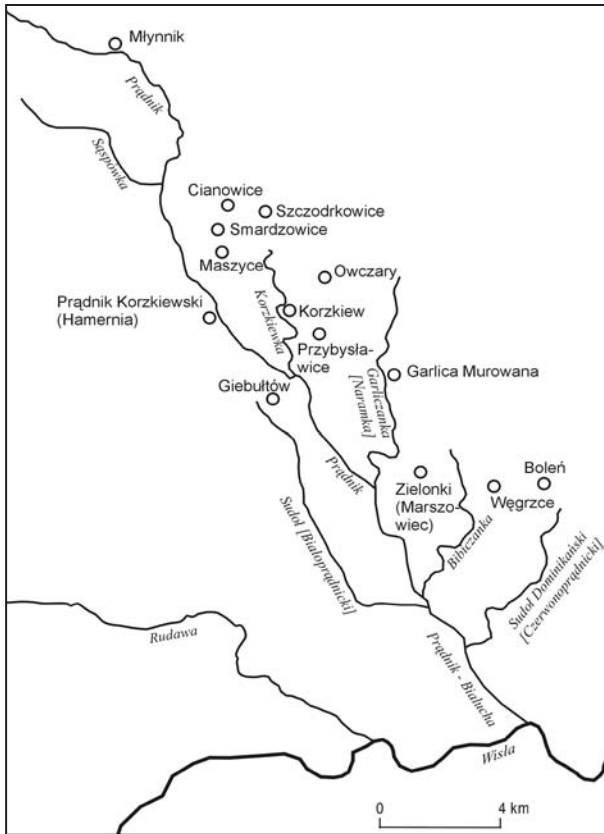 Młynnik
Prądnik
Sąspówka
Cianowice
Szczodrkowice
Smardzowice
Maszyce
Owczary
Prądnik Korzkiewski
(Hamernia)
Korzkiewka
Korzkiew
Przybysła-
wice
Garliczanka
[Naramka]
Garlica Murowana
Giebułtów
Prądnik
Zielonki
(Marszo-
wiec)
Boleń
Węgrzce
Sudoł [Białoprądnicki]
Bibiczanka
Sudoł Dominikański
[Czerwonoprądnicki]
Rudawa
Prądnik - Białucha
Wisła
0 4 km